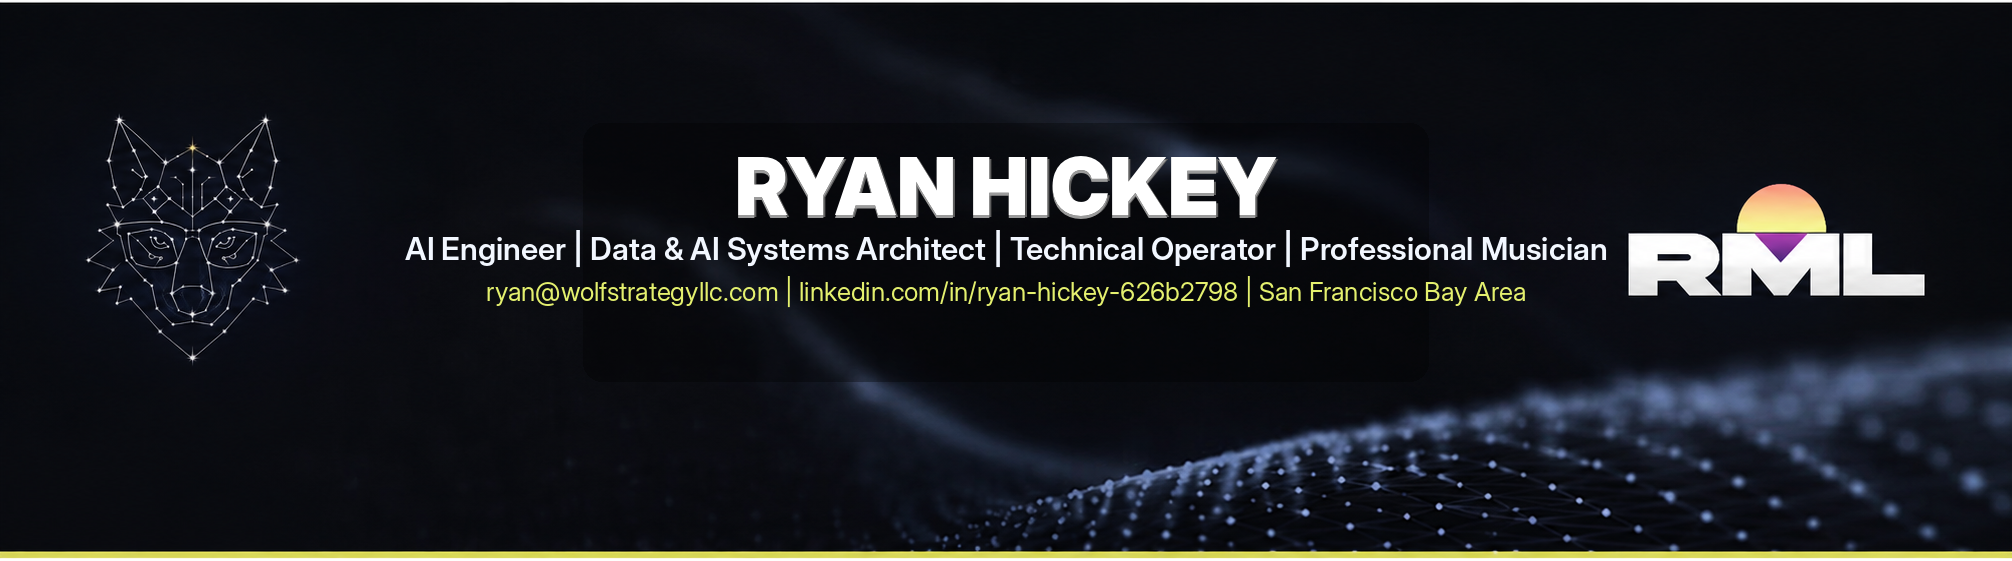 RYAN HICKEY
AI Engineer | Data & AI Systems Architect | Technical Operator | Professional Musician
ryan@wolfstrategyllc.com | linkedin.com/in/ryan-hickey-626b2798 | San Francisco Bay Area
RML